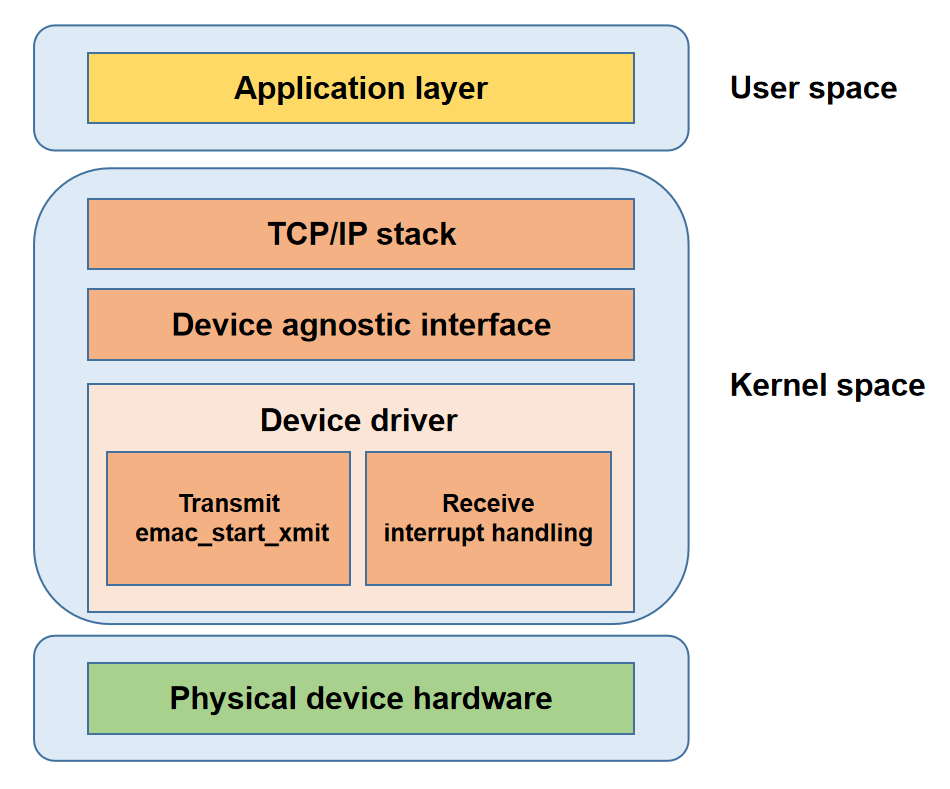 Application layer
User space
TCP/IP stack
Device agnostic interface
Kernel space
Device driver
Transmit
emac_start_xmit
Receive
interrupt handling
Physical device hardware